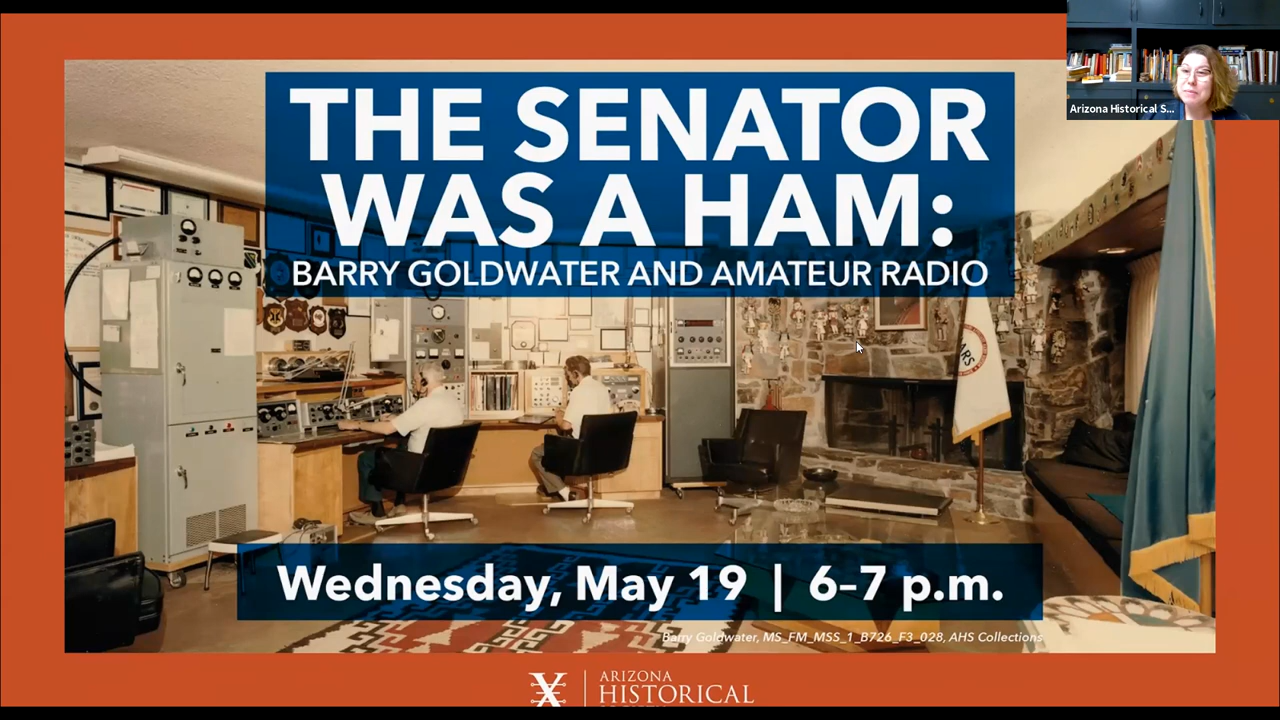 THE SENATOR
WAS A HAM:
BARRY GOLDWATER AND AMATEUR RADIO
Arizona Historical S...
Wednesday, May 19 | 6–7 p.m.
Barry Goldwater, MS_FM_MSS_1_B726_F3_028, AHS Collections
ARIZONA
HISTORICAL